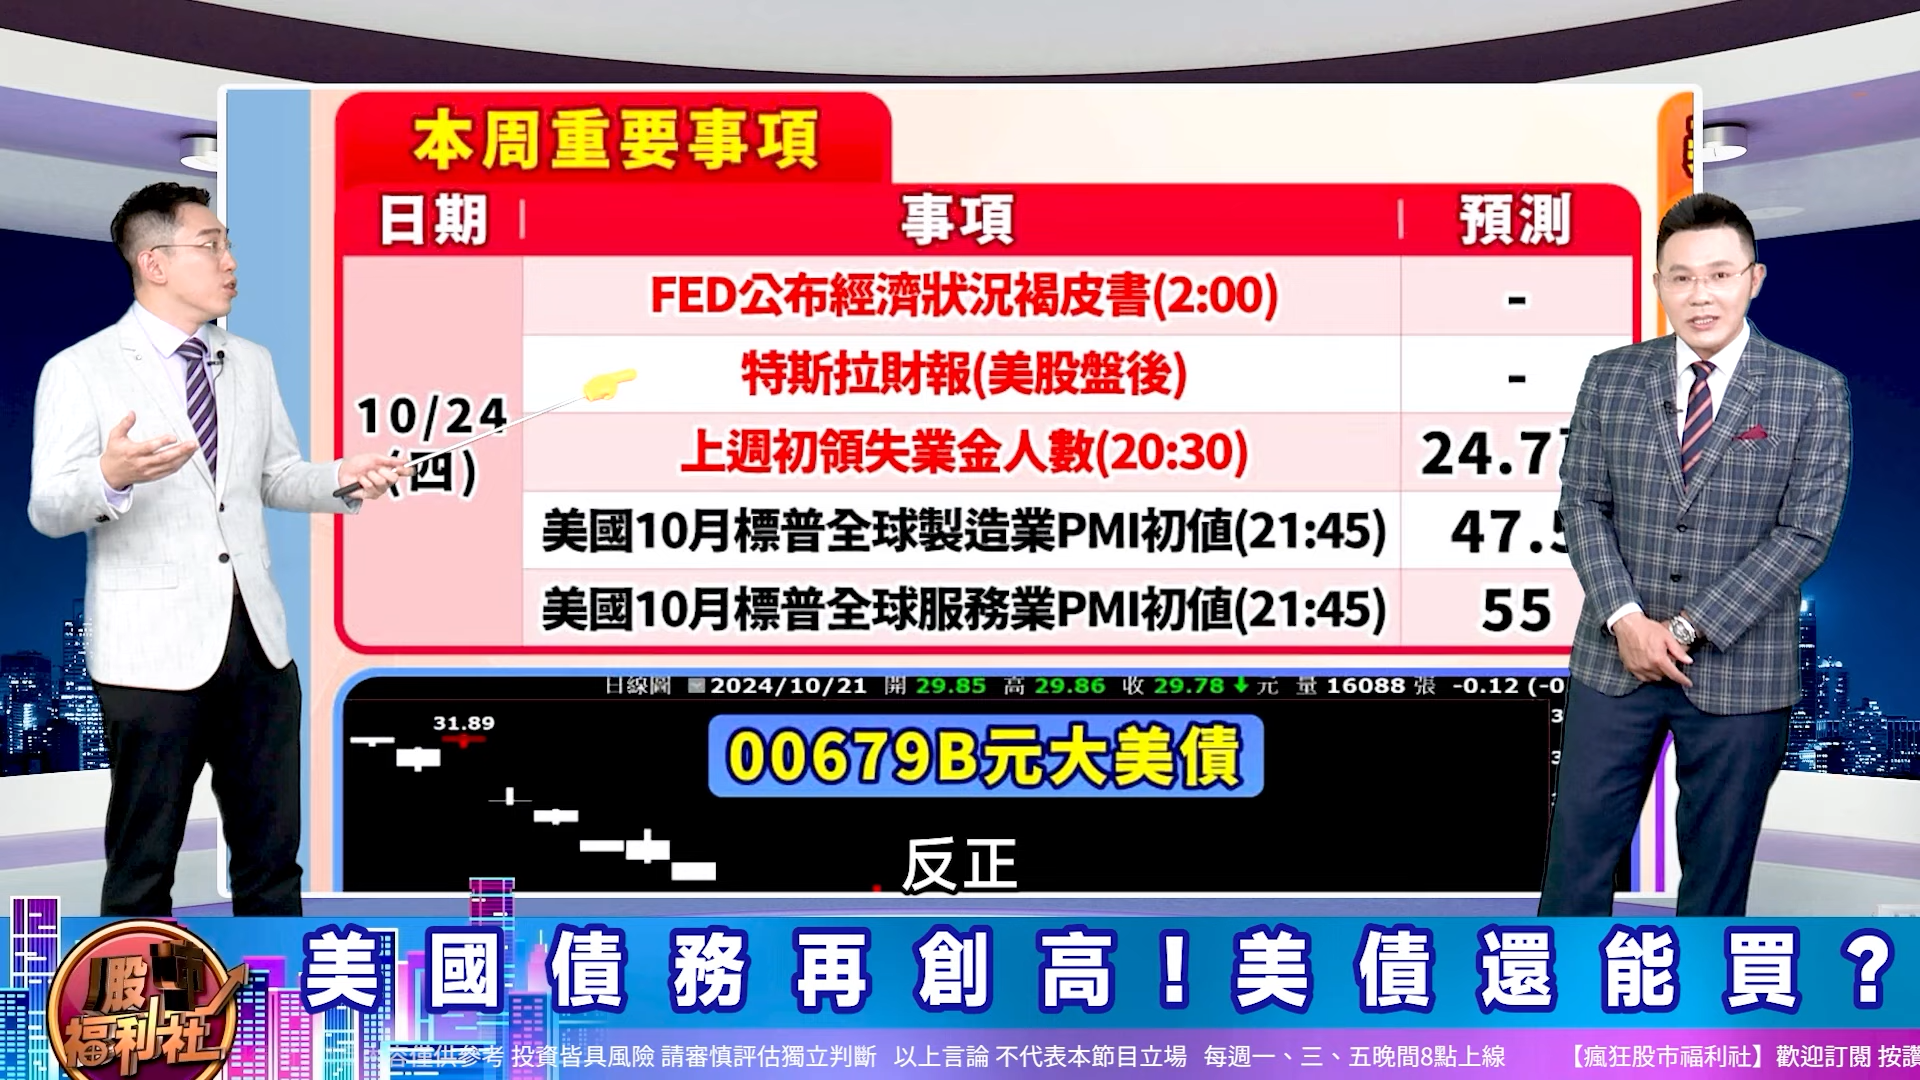 本周重要事項
日期 事項 預測
10/24
(四)
FED公布經濟狀況褐皮書(2:00) -
特斯拉財報(美股盤後) -
上週初領失業金人數(20:30) 24.7
美國10月標普全球製造業PMI初値(21:45) 47.5
美國10月標普全球服務業PMI初値(21:45) 55
日線圖 2024/10/21 開 29.85 高 29.86 收 29.78 元 量 16088 張 -0.12
31.89
00679B元大美債
反正
美國債務再創高！美債還能買？
股市
福利社
容僅供參考 投資皆具風險 請審慎評估獨立判斷 以上言論 不代表本節目立場 每週一、三、五晚間8點上線 【瘋狂股市福利社】歡迎訂閱 按讚